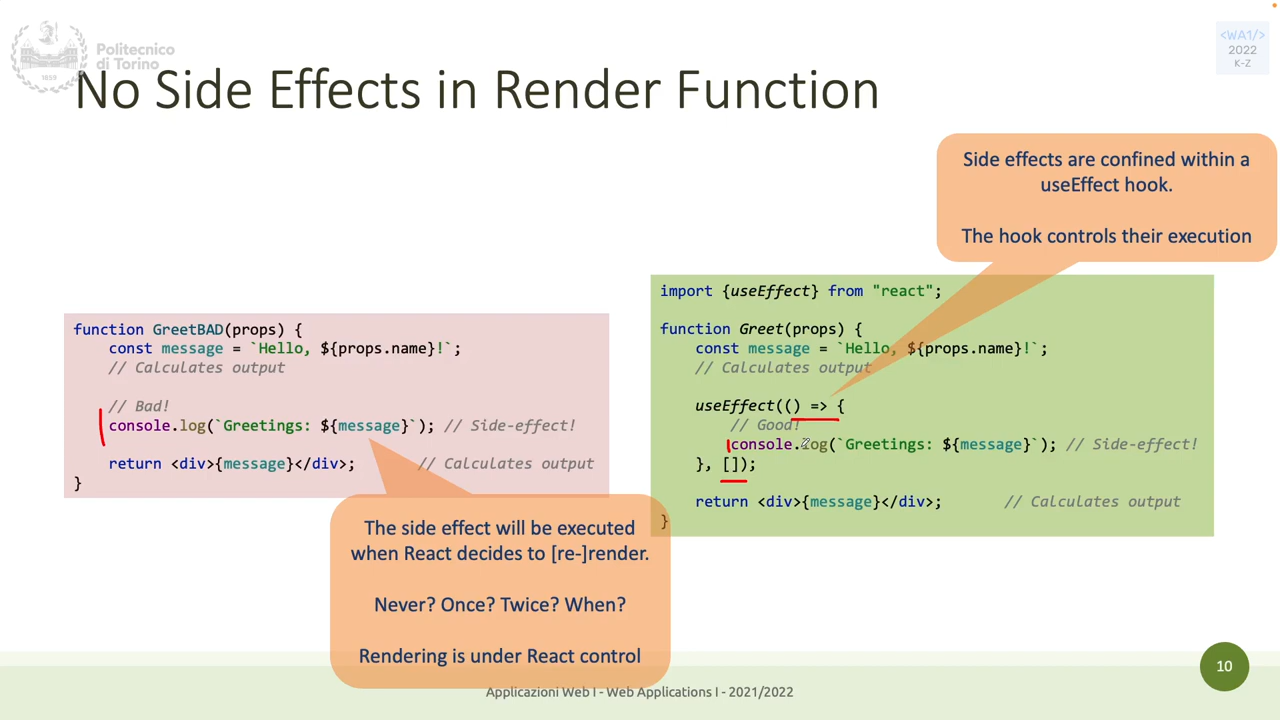 Politecnico
di Torino
1859
<WA1/>
2022
K-Z
No Side Effects in Render Function
Side effects are confined within a
useEffect hook.
The hook controls their execution
function GreetBAD(props) {
const message = `Hello, ${props.name}!`;
// Calculates output
// Bad!
console.log(`Greetings: ${message}`); // Side-effect!
return <div>{message}</div>; // Calculates output
}
The side effect will be executed
when React decides to [re-]render.
Never? Once? Twice? When?
Rendering is under React control
import {useEffect} from "react";
function Greet(props) {
const message = `Hello, ${props.name}!`;
// Calculates output
useEffect(() => {
// Good!
console.log(`Greetings: ${message}`); // Side-effect!
}, []);
return <div>{message}</div>; // Calculates output
}
10
Applicazioni Web I - Web Applications I - 2021/2022